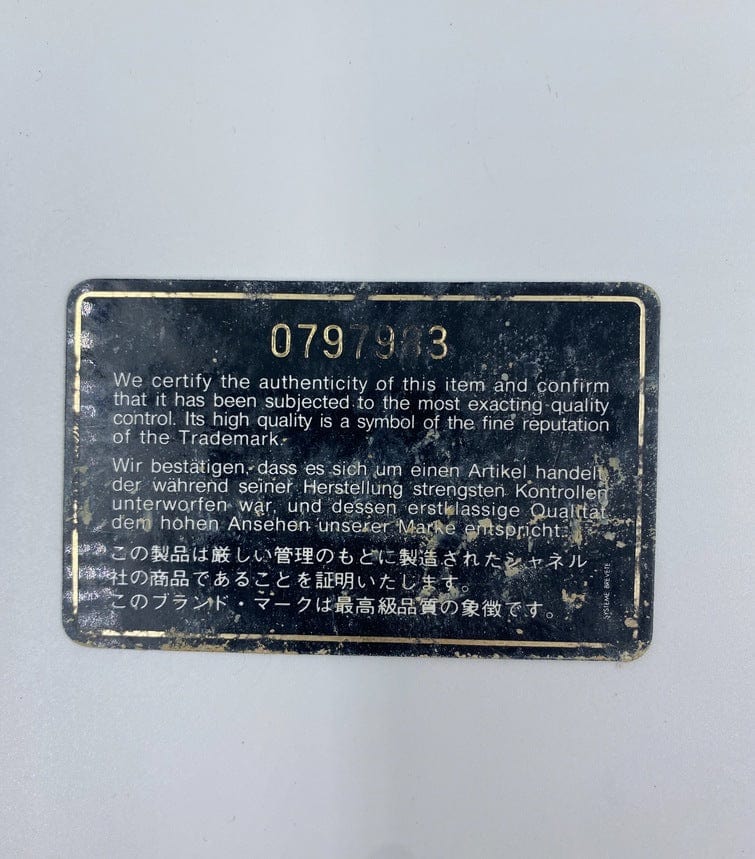 0797983
We certify the authenticity of this item and confirm
that it has been subjected to the most exacting quality
control. Its high quality is a symbol of the fine reputation
of the Trademark.
Wir bestätigen, dass es sich um einen Artikel handelt,
der während seiner Herstellung strengsten Kontrollen
unterworfen war, und dessen erstklassige Qualität
dem hohen Ansehen unserer Marke entspricht.
この製品は厳しい管理のもとに製造されたシャネル
社の商品であることを証明いたします。
このブランド・マークは最高級品質の象徴です。
SYSTEME BREVETE